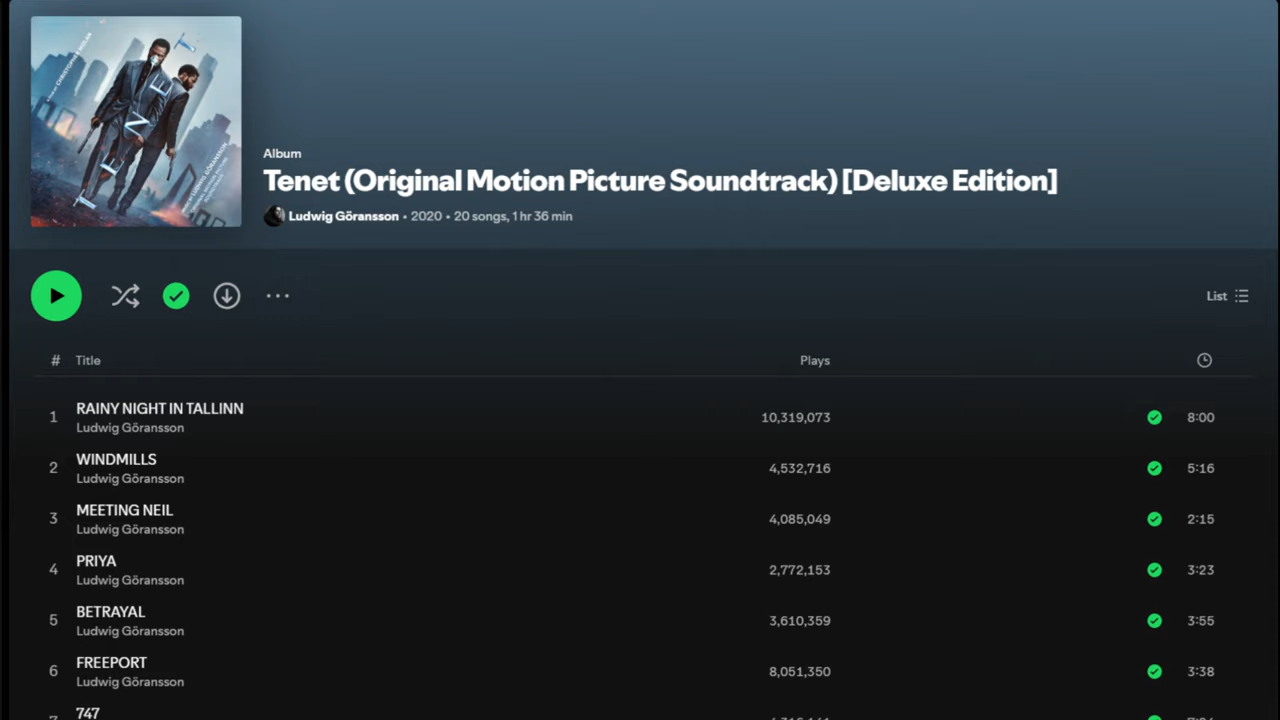 TENET
Album
Tenet (Original Motion Picture Soundtrack) [Deluxe Edition]
Ludwig Göransson • 2020 • 20 songs, 1 hr 36 min
List
# Title Plays
1 RAINY NIGHT IN TALLINN 10,319,073 8:00
Ludwig Göransson
2 WINDMILLS 4,532,716 5:16
Ludwig Göransson
3 MEETING NEIL 4,085,049 2:15
Ludwig Göransson
4 PRIYA 2,772,153 3:23
Ludwig Göransson
5 BETRAYAL 3,610,359 3:55
Ludwig Göransson
6 FREEPORT 8,051,350 3:38
Ludwig Göransson
747